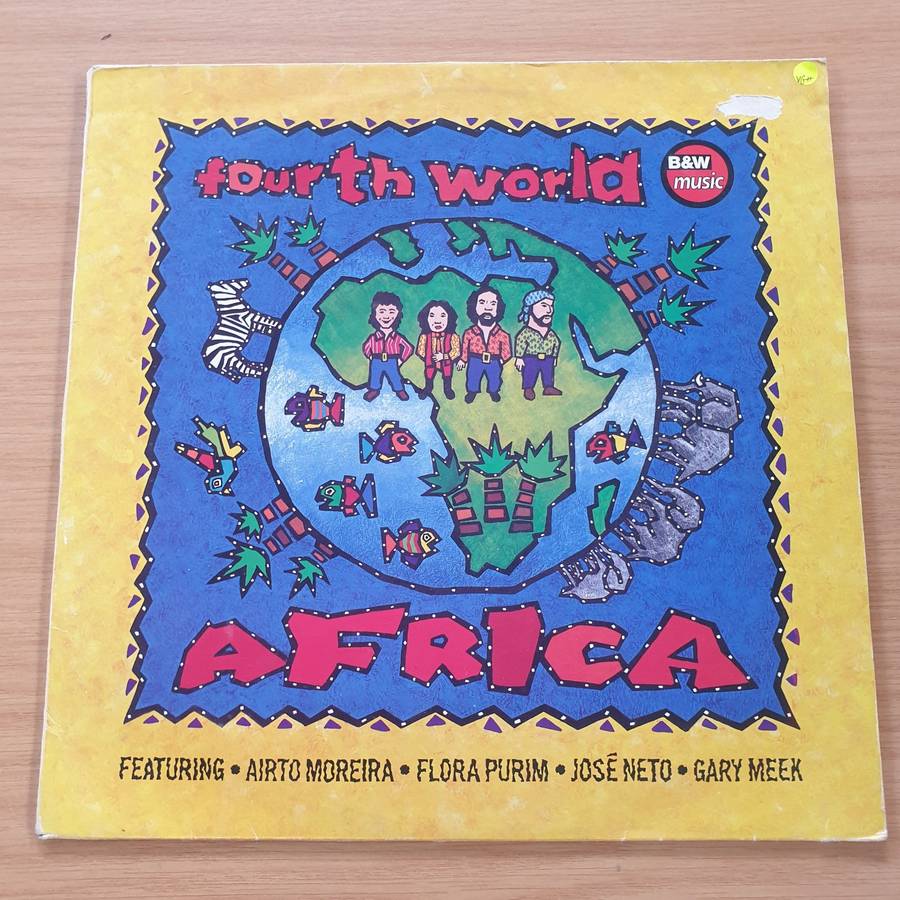 fourth world
B&W
music
AFRICA
FEATURING • AIRTO MOREIRA • FLORA PURIM • JOSÉ NETO • GARY MEEK